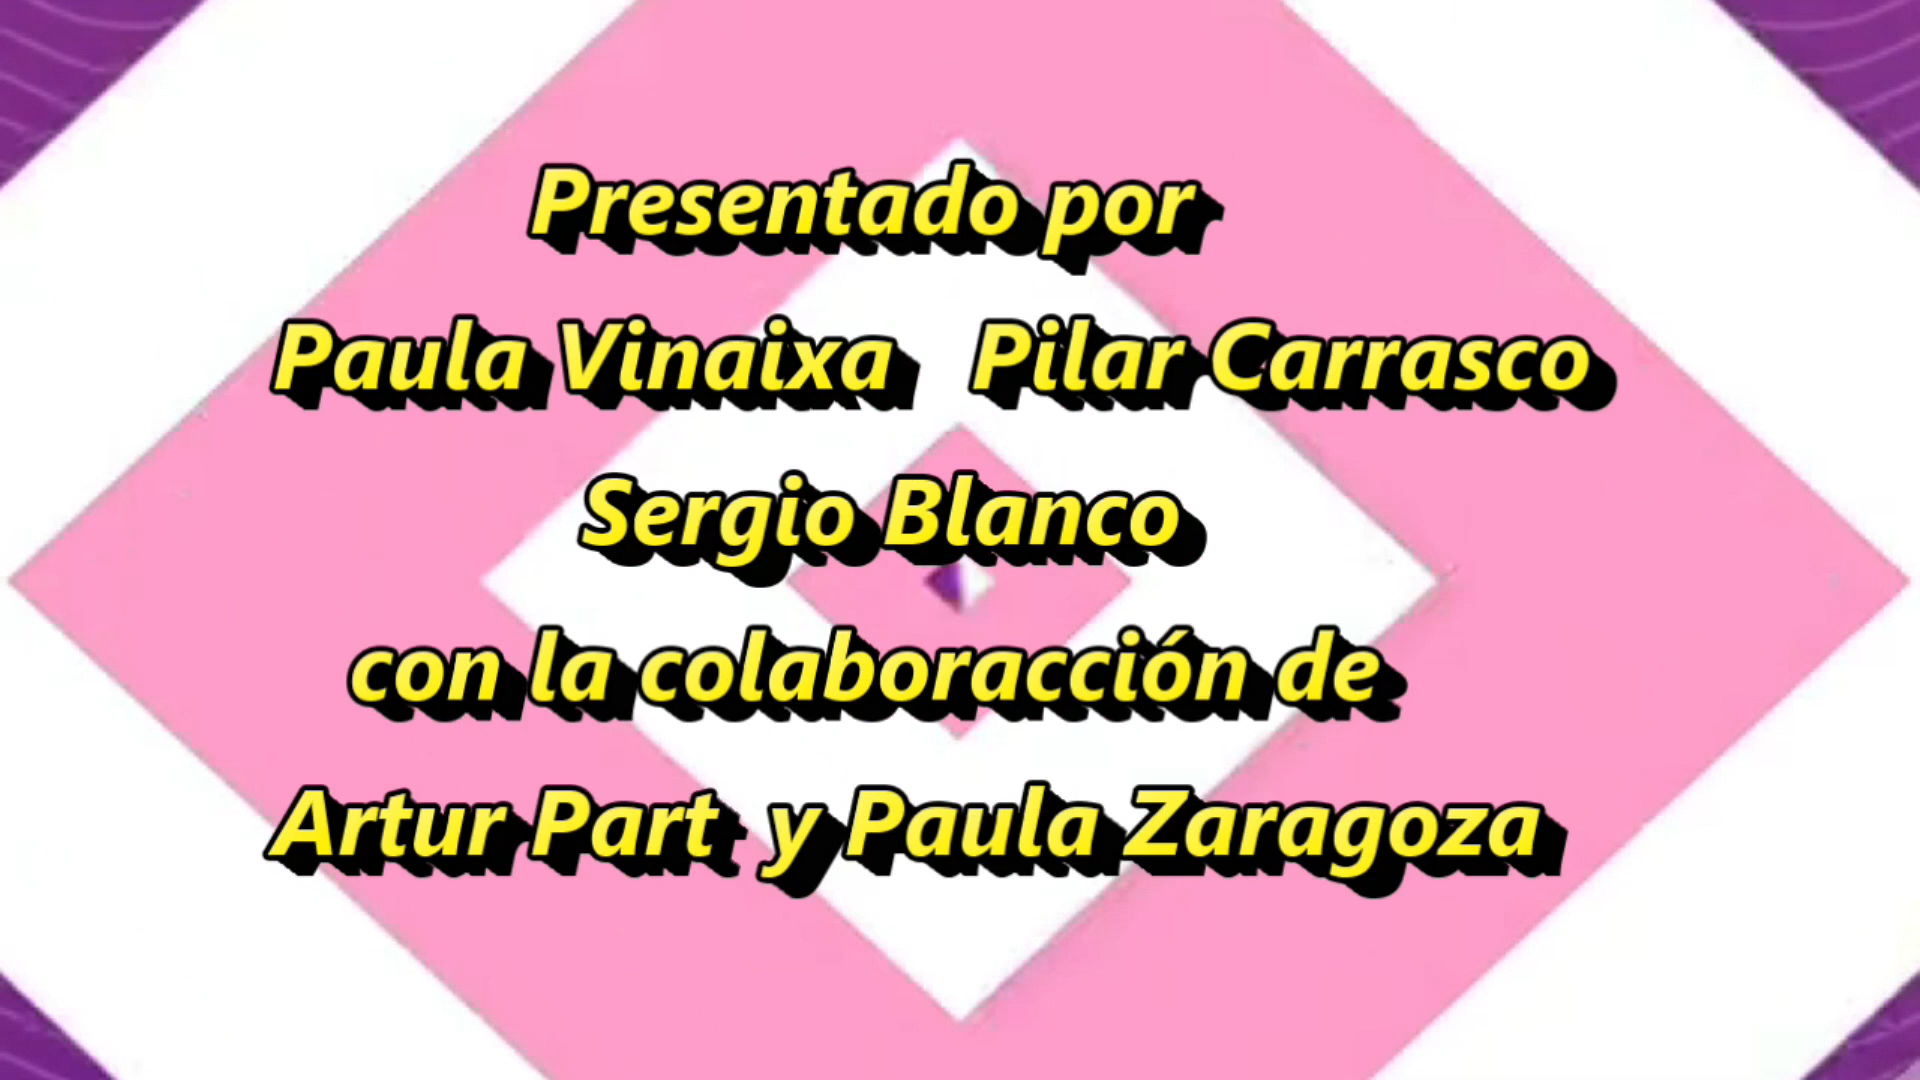 Presentado por
Paula Vinaixa Pilar Carrasco
Sergio Blanco
con la colaboracción de
Artur Part y Paula Zaragoza